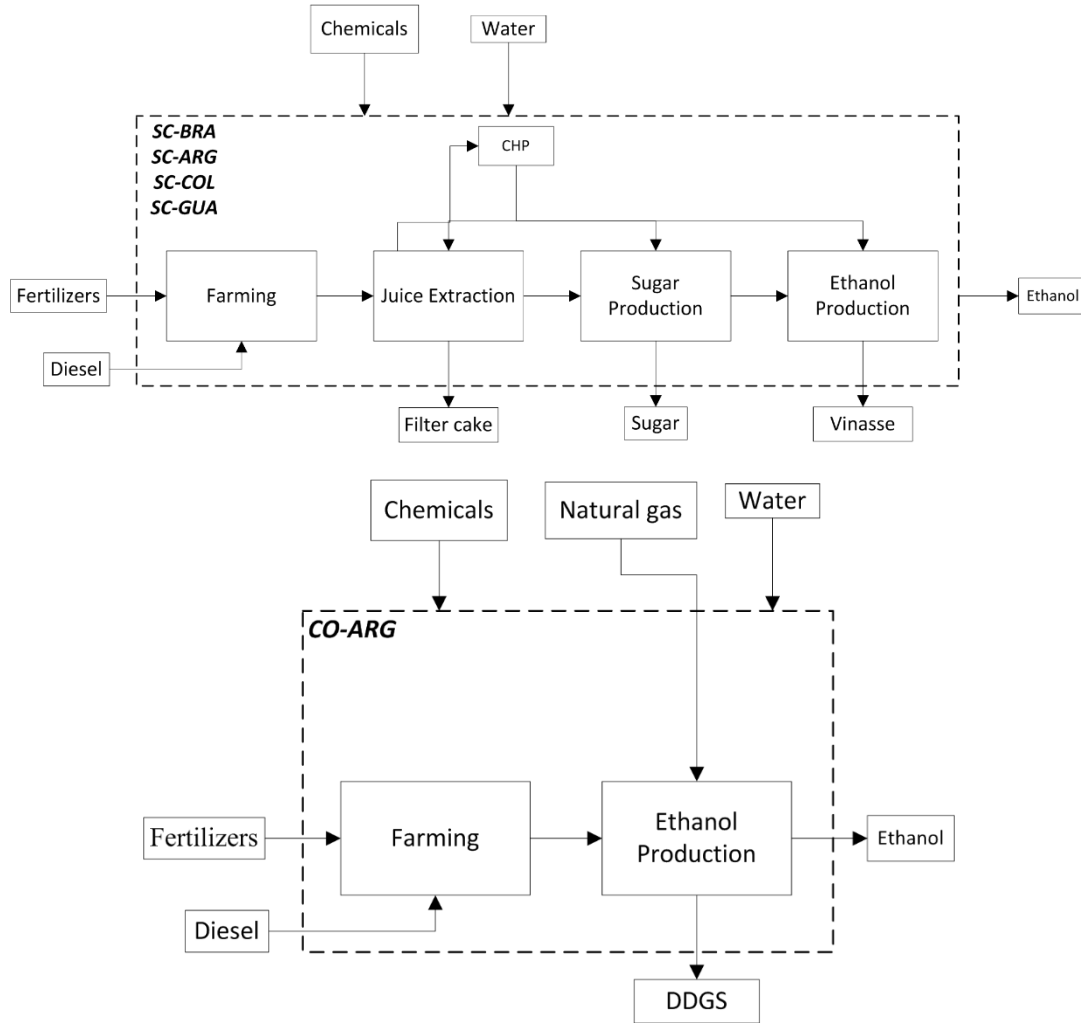 Chemicals
Water
SC-BRA
SC-ARG
SC-COL
SC-GUA
CHP
Fertilizers
Farming
Juice Extraction
Sugar
Production
Ethanol
Production
Ethanol
Diesel
Filter cake
Sugar
Vinasse
Chemicals
Natural gas
Water
CO-ARG
Fertilizers
Farming
Ethanol
Production
Ethanol
Diesel
DDGS